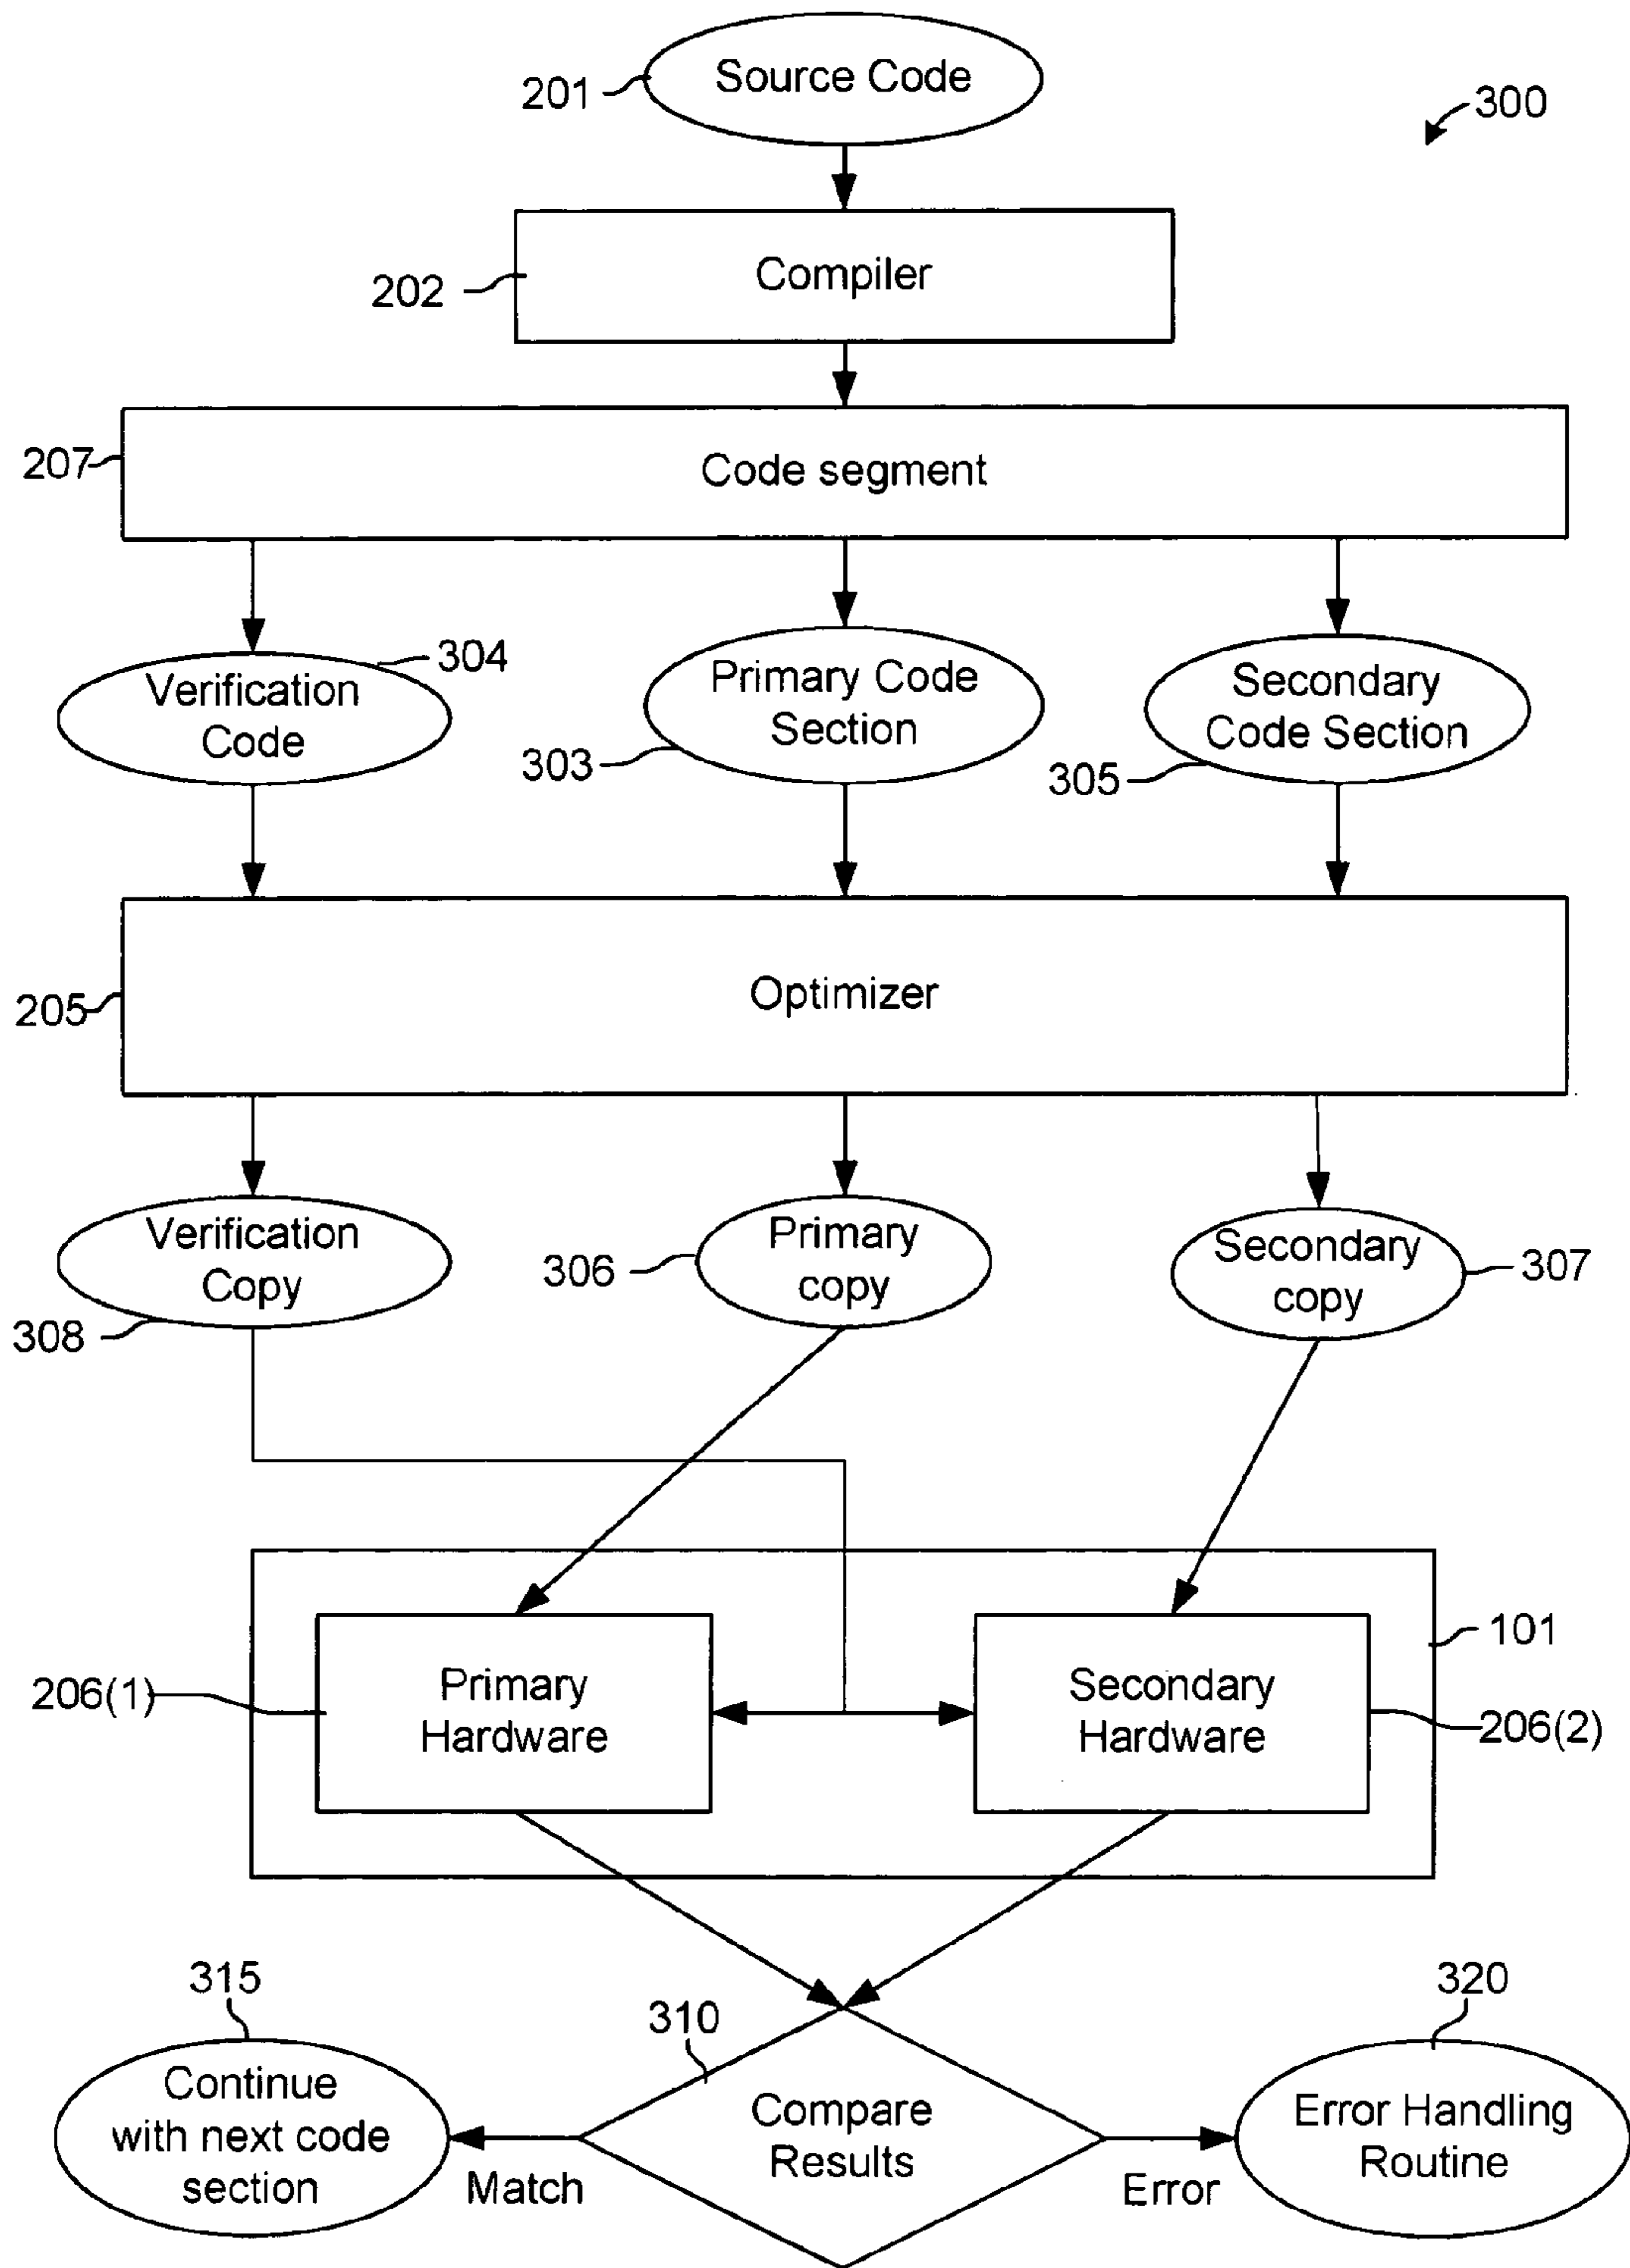 Source Code
201
300
Compiler
202
Code segment
207
304
Verification
Code
Primary Code
Section
303
Secondary
Code Section
305
Optimizer
205
Verification
Copy
308
Primary
copy
306
Secondary
copy
307
101
Primary
Hardware
206(1)
Secondary
Hardware
206(2)
315
310
320
Continue
with next code
section
Match
Compare
Results
Error
Error Handling
Routine